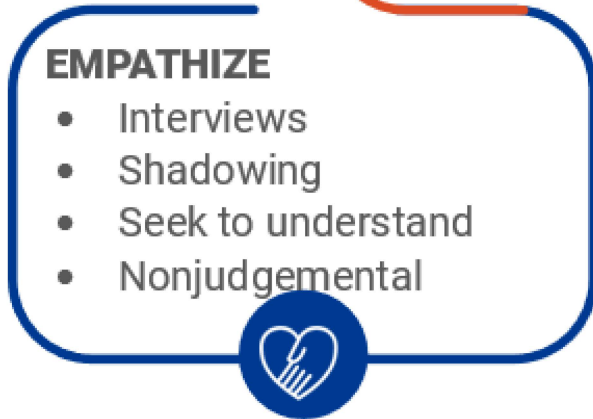 EMPATHIZE
• Interviews
• Shadowing
• Seek to understand
• Nonjudgemental